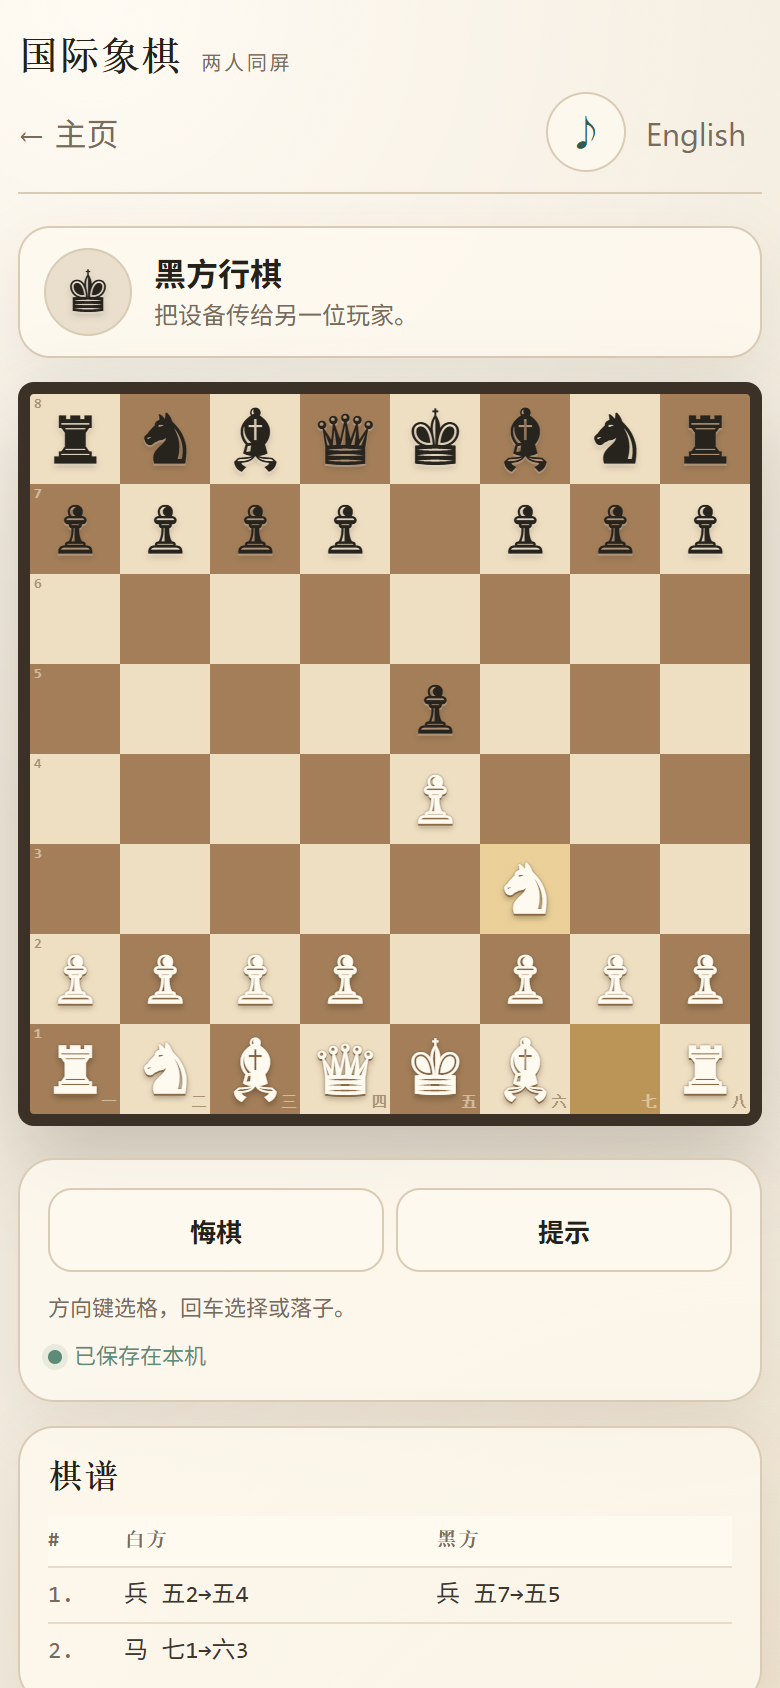 国际象棋 两人同屏
← 主页 English
黑方行棋
把设备传给另一位玩家。
8
7
6
5
4
3
2
1
一 二 三 四 五 六 七 八
悔棋 提示
方向键选格，回车选择或落子。
已保存在本机
棋谱
# 白方 黑方
1. 兵 五2→五4 兵 五7→五5
2. 马 七1→六3